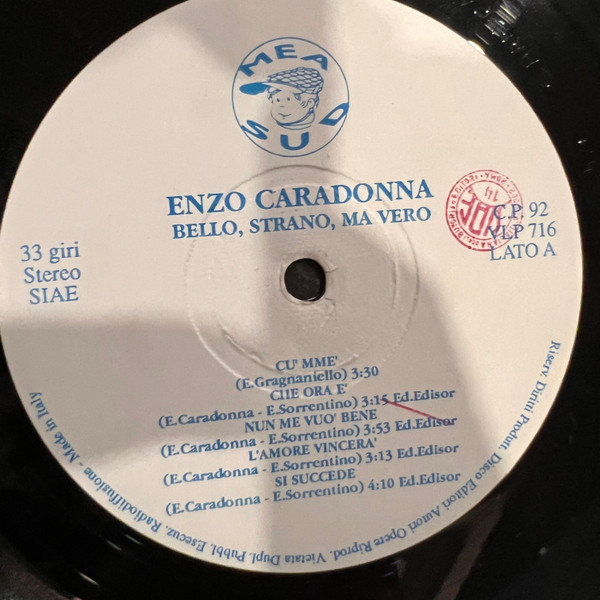 MEA
SUD
ENZO CARADONNA
BELLO, STRANO, MA VERO
33 giri
Stereo
SIAE
C.P. 92
YLP 716
LATO A
CU' MME'
(E.Gragnaniello) 3:30
CHE ORA E'
(E.Caradonna - E.Sorrentino) 3:15 Ed.Edisor
NUN ME VUO' BENE
(E.Caradonna - E.Sorrentino) 3:53 Ed.Edisor
L'AMORE VINCERA'
(E.Caradonna - E.Sorrentino) 3:13 Ed.Edisor
SI SUCCEDE
(E.Caradonna - E.Sorrentino) 4:10 Ed.Edisor
Riserv. Diritti Produtt. Disco Editori Autori Opere Riprod. Vietata Dupl. Pubbl. Esecuz. Radiodiffusione - Made in Italy